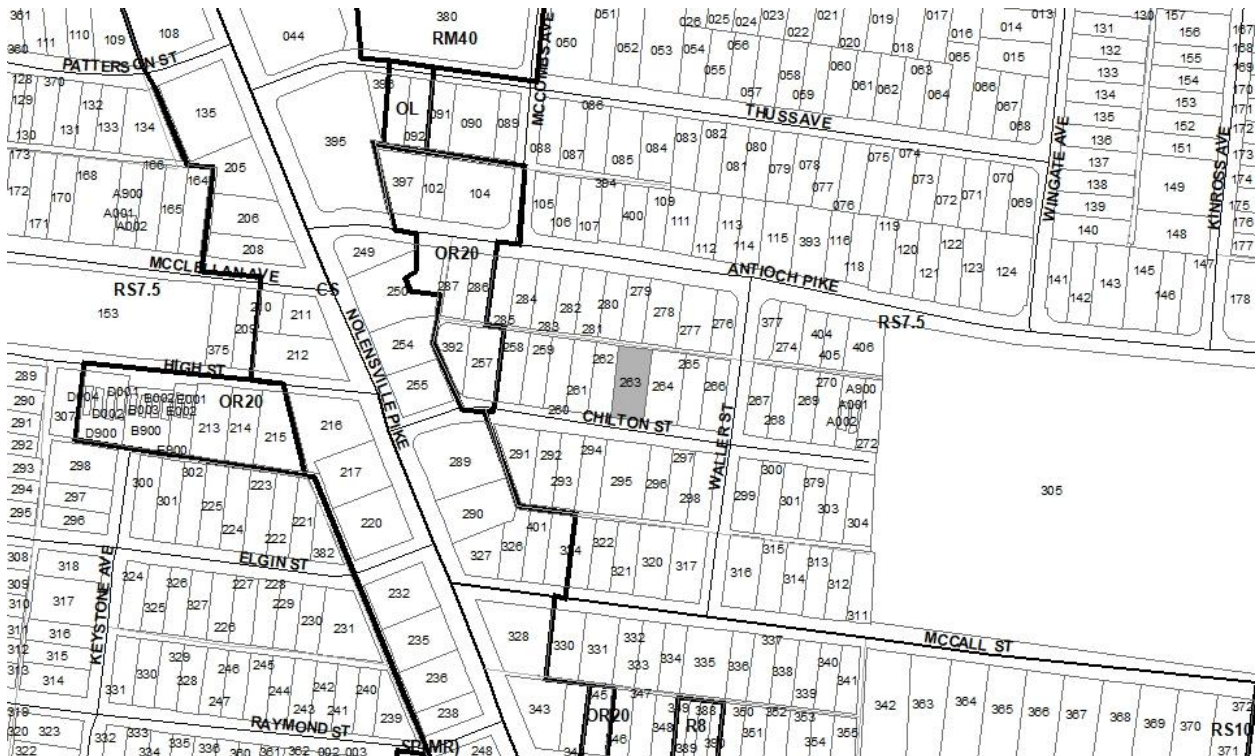 361 111 110 109 108
360
PATTERSON ST
128 370 132
129
130 131 133 134
135
173 168 166 164 205
172 170 A900 165
171 A001 A002
206
208
044
380
RM40
MCCOMBS AVE
396 OL 091 090 089
092
395
397 102 104
OR20
249
250 287 286
285
MCCLELLAN AVE
CS
RS7.5
153
210 211
209
375 212
NOLENSVILLE PIKE
254
255
392 257
051 026 025 024 023 021 019 017 013
050 052 053 054 056 022 020 018 016 014
055 058 060 063 065 015
057 059 061 062 064 066 067
068
THUSS AVE
086 083 082 080
088 087 085 084 081 079 078 075 074
394 077 073 070
105 109 076 072 071 069
106 107 400 111 113 119
112 114 115 393 116 118 120 122
121 123 124
ANTIOCH PIKE
RS7.5
WINGATE AVE
KINROSS AVE
131 130 157 156 167
132 155 168
133 154 169
134 153 170
135 152 171
136 151 172
137
138 149 174
139 175
140 148 176
177
141 145 147
142 143 146 178
284 282 280 279
283 281 278 277 276
377 404
274 405 406
258 259 262 265
261 263 264 266
260
CHILTON ST
WALLER ST
267 268 269 270 A900
A001
A002
272
HIGH ST
289
290 D004 D001 E001
291 307 D002 B003 E002
292 D900 B900
OR20
213 214 215
216
217
220
293 298
294 297
295 296
300 302 223
301 225 221
224 222 382
289
290
291 292 294 297
293 295 296 298
300 379
299 301 303 304
305
401
327 326 324 322
321 320 317
315 313
316 314 312
311
308 318
309 317
310
311 316
312 315
313 314
KEYSTONE AVE
ELGIN ST
324 326 227 228
325 327 229
226 230 231
232
235
236
238
329 246 245
331 330 328 244 242 240
247 243 241 239
RAYMOND ST
MCCALL ST
328
330 331 332 337
333 334 335 336 338 340
339 341
342 363 364 365 366 367 368 369 370 372
371
RS10
343
347
OR20
348
R8
350 352 353
351 354 355
389
320 323 332 333
335 336
248